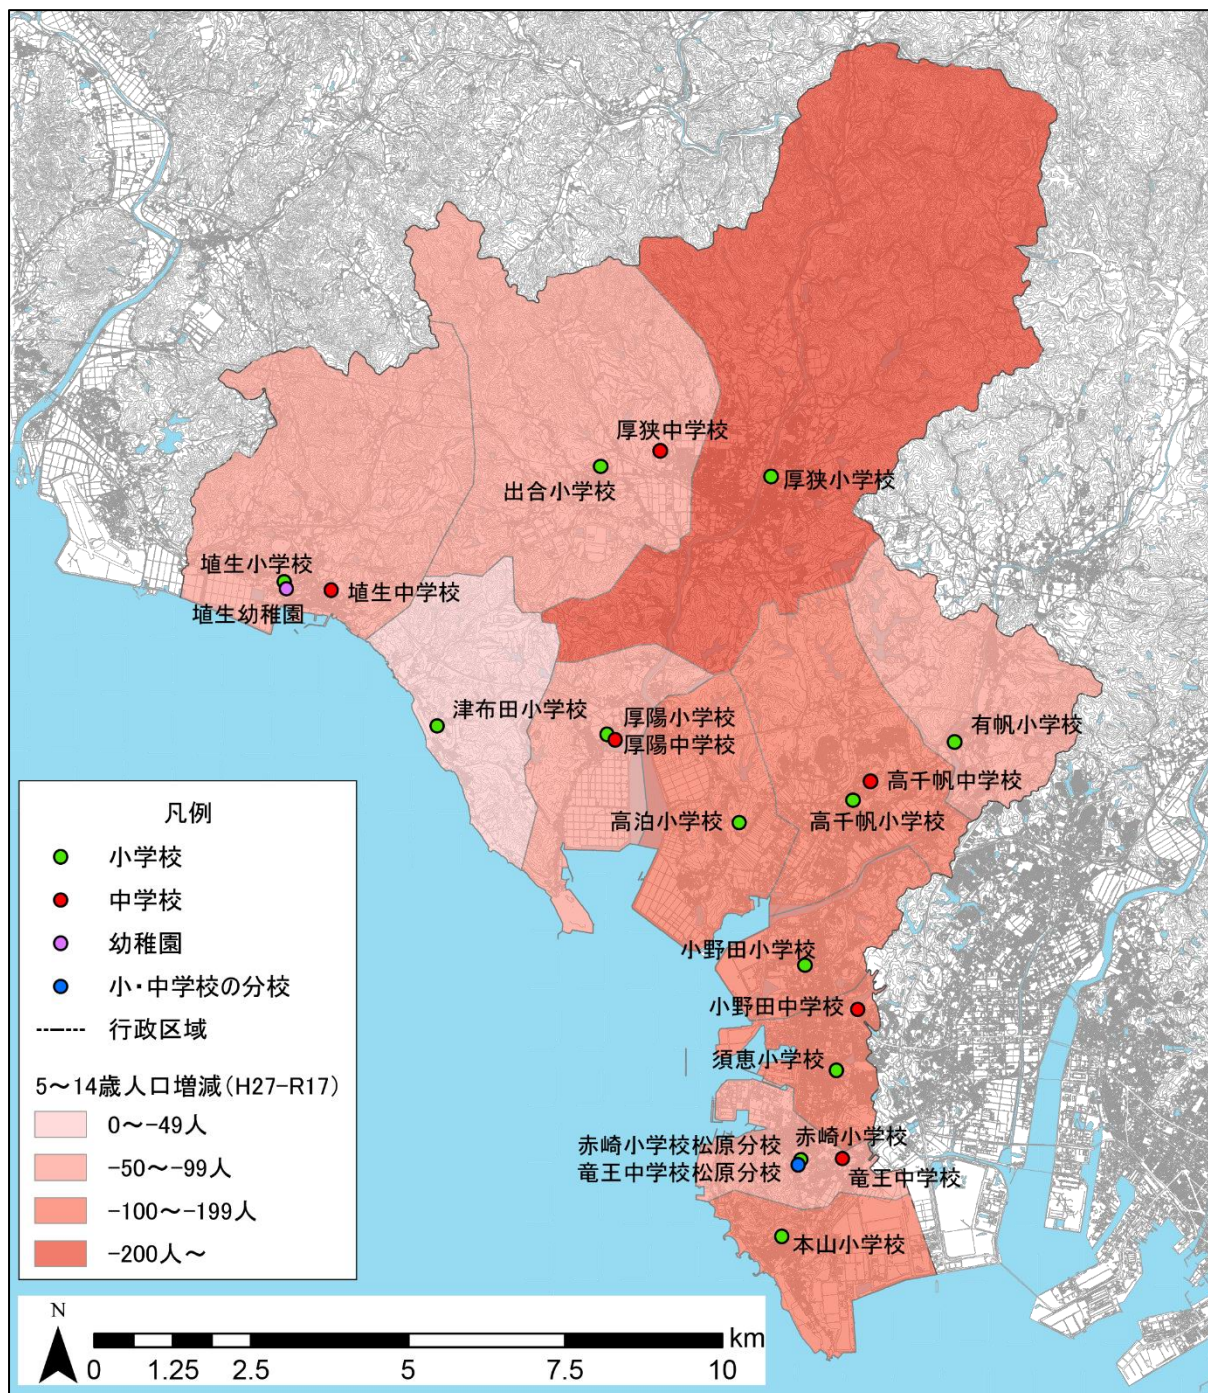 厚狭中学校
出合小学校
厚狭小学校
埴生小学校
埴生中学校
埴生幼稚園
津布田小学校
厚陽小学校
厚陽中学校
有帆小学校
高千帆中学校
高泊小学校
高千帆小学校
小野田小学校
小野田中学校
須恵小学校
赤崎小学校
赤崎小学校松原分校
竜王中学校松原分校
竜王中学校
本山小学校
凡例
小学校
中学校
幼稚園
小・中学校の分校
行政区域
5～14歳人口増減(H27-R17)
0～-49人
-50～-99人
-100～-199人
-200人～
N
km
0 1.25 2.5 5 7.5 10